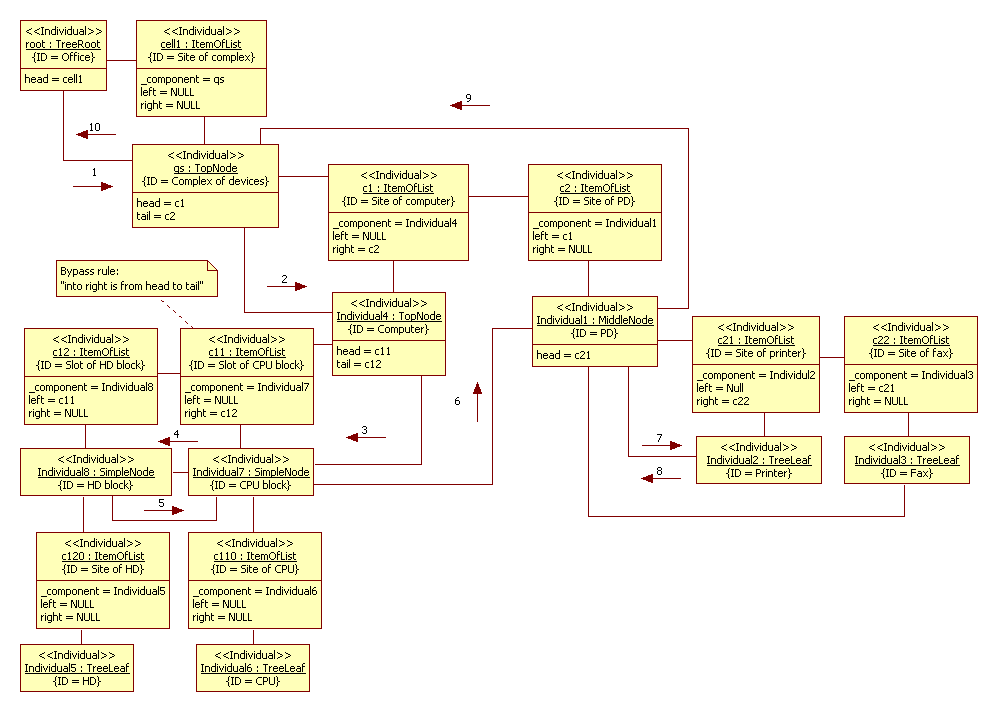 <<Individual>>
root : TreeRoot
{ID = Office}
head = cell1
<<Individual>>
cell1 : ItemOfList
{ID = Site of complex}
_component = qs
left = NULL
right = NULL
9
10
1
<<Individual>>
qs : TopNode
{ID = Complex of devices}
head = c1
tail = c2
<<Individual>>
c1 : ItemOfList
{ID = Site of computer}
_component = Individual4
left = NULL
right = c2
<<Individual>>
c2 : ItemOfList
{ID = Site of PD}
_component = Individual1
left = c1
right = NULL
Bypass rule:
"into right is from head to tail"
2
<<Individual>>
Individual4 : TopNode
{ID = Computer}
head = c11
tail = c12
<<Individual>>
Individual1 : MiddleNode
{ID = PD}
head = c21
<<Individual>>
c21 : ItemOfList
{ID = Site of printer}
_component = Individul2
left = Null
right = c22
<<Individual>>
c22 : ItemOfList
{ID = Site of fax}
_component = Individual3
left = c21
right = NULL
<<Individual>>
c12 : ItemOfList
{ID = Slot of HD block}
_component = Individual8
left = c11
right = NULL
<<Individual>>
c11 : ItemOfList
{ID = Slot of CPU block}
_component = Individual7
left = NULL
right = c12
6
3
4
7
8
<<Individual>>
Individual8 : SimpleNode
{ID = HD block}
<<Individual>>
Individual7 : SimpleNode
{ID = CPU block}
<<Individual>>
Individual2 : TreeLeaf
{ID = Printer}
<<Individual>>
Individual3 : TreeLeaf
{ID = Fax}
5
<<Individual>>
c120 : ItemOfList
{ID = Site of HD}
_component = Individual5
left = NULL
right = NULL
<<Individual>>
c110 : ItemOfList
{ID = Site of CPU}
_component = Individual6
left = NULL
right = NULL
<<Individual>>
Individual5 : TreeLeaf
{ID = HD}
<<Individual>>
Individual6 : TreeLeaf
{ID = CPU}